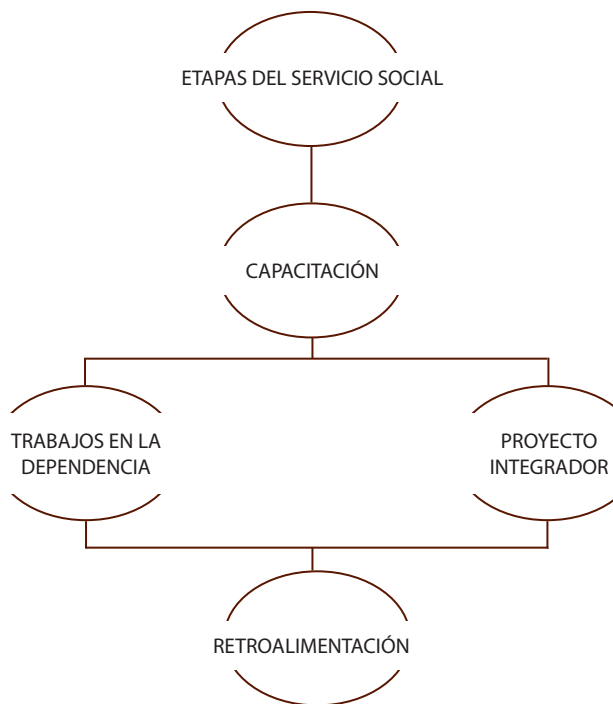 ETAPAS DEL SERVICIO SOCIAL
CAPACITACIÓN
TRABAJOS EN LA
DEPENDENCIA
PROYECTO
INTEGRADOR
RETROALIMENTACIÓN